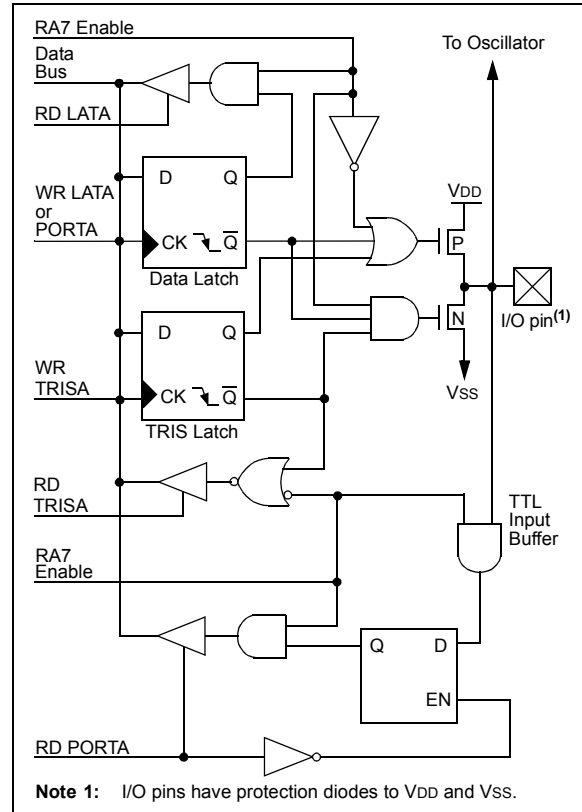 RA7 Enable
Data
Bus
To Oscillator
RD LATA
VDD
D Q
WR LATA
or
PORTA
CK Q
P
Data Latch
I/O pin(1)
D Q
N
WR
TRISA
VSS
CK Q
TRIS Latch
RD
TRISA
TTL
Input
Buffer
RA7
Enable
Q D
EN
RD PORTA
Note 1: I/O pins have protection diodes to VDD and VSS.